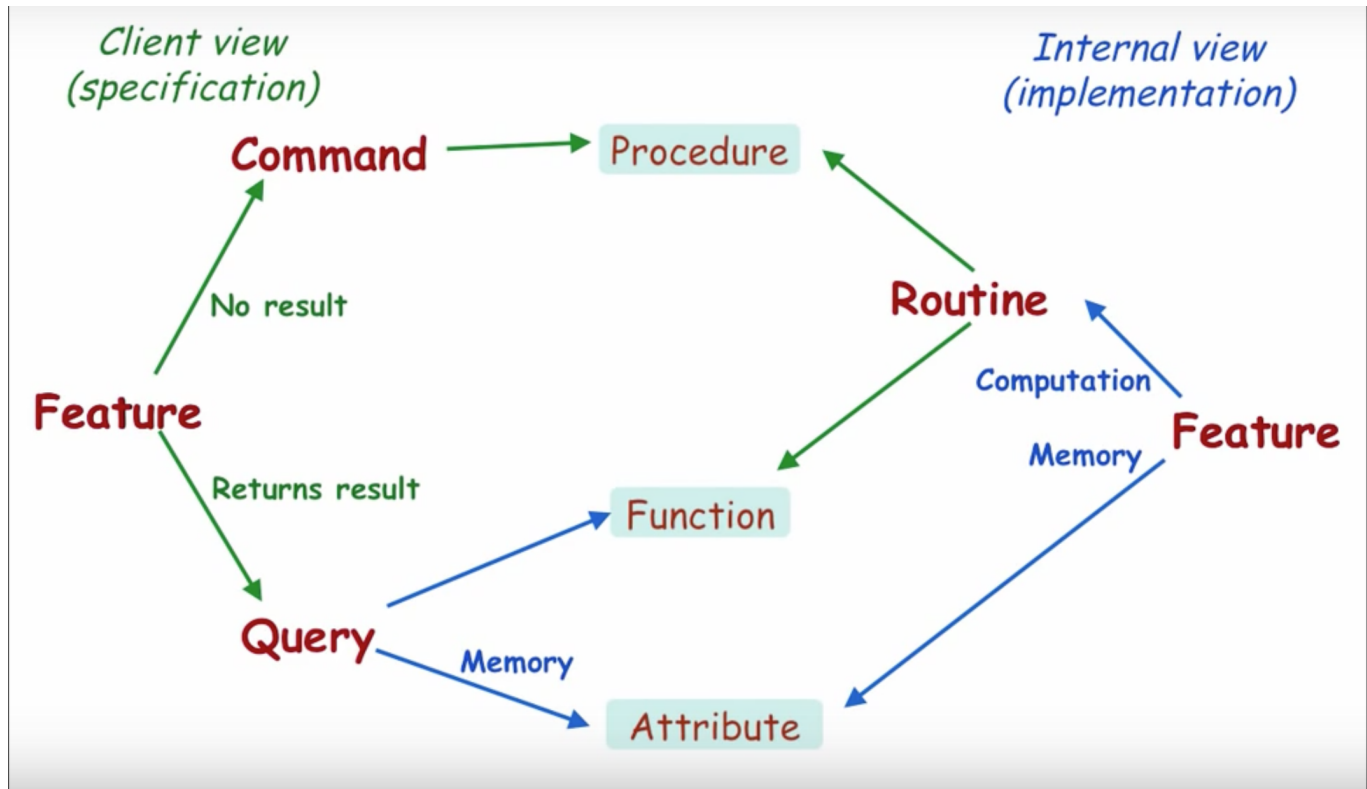 Client view
(specification)
Internal view
(implementation)
Command
Procedure
No result
Routine
Computation
Feature
Feature
Memory
Returns result
Function
Query
Memory
Attribute